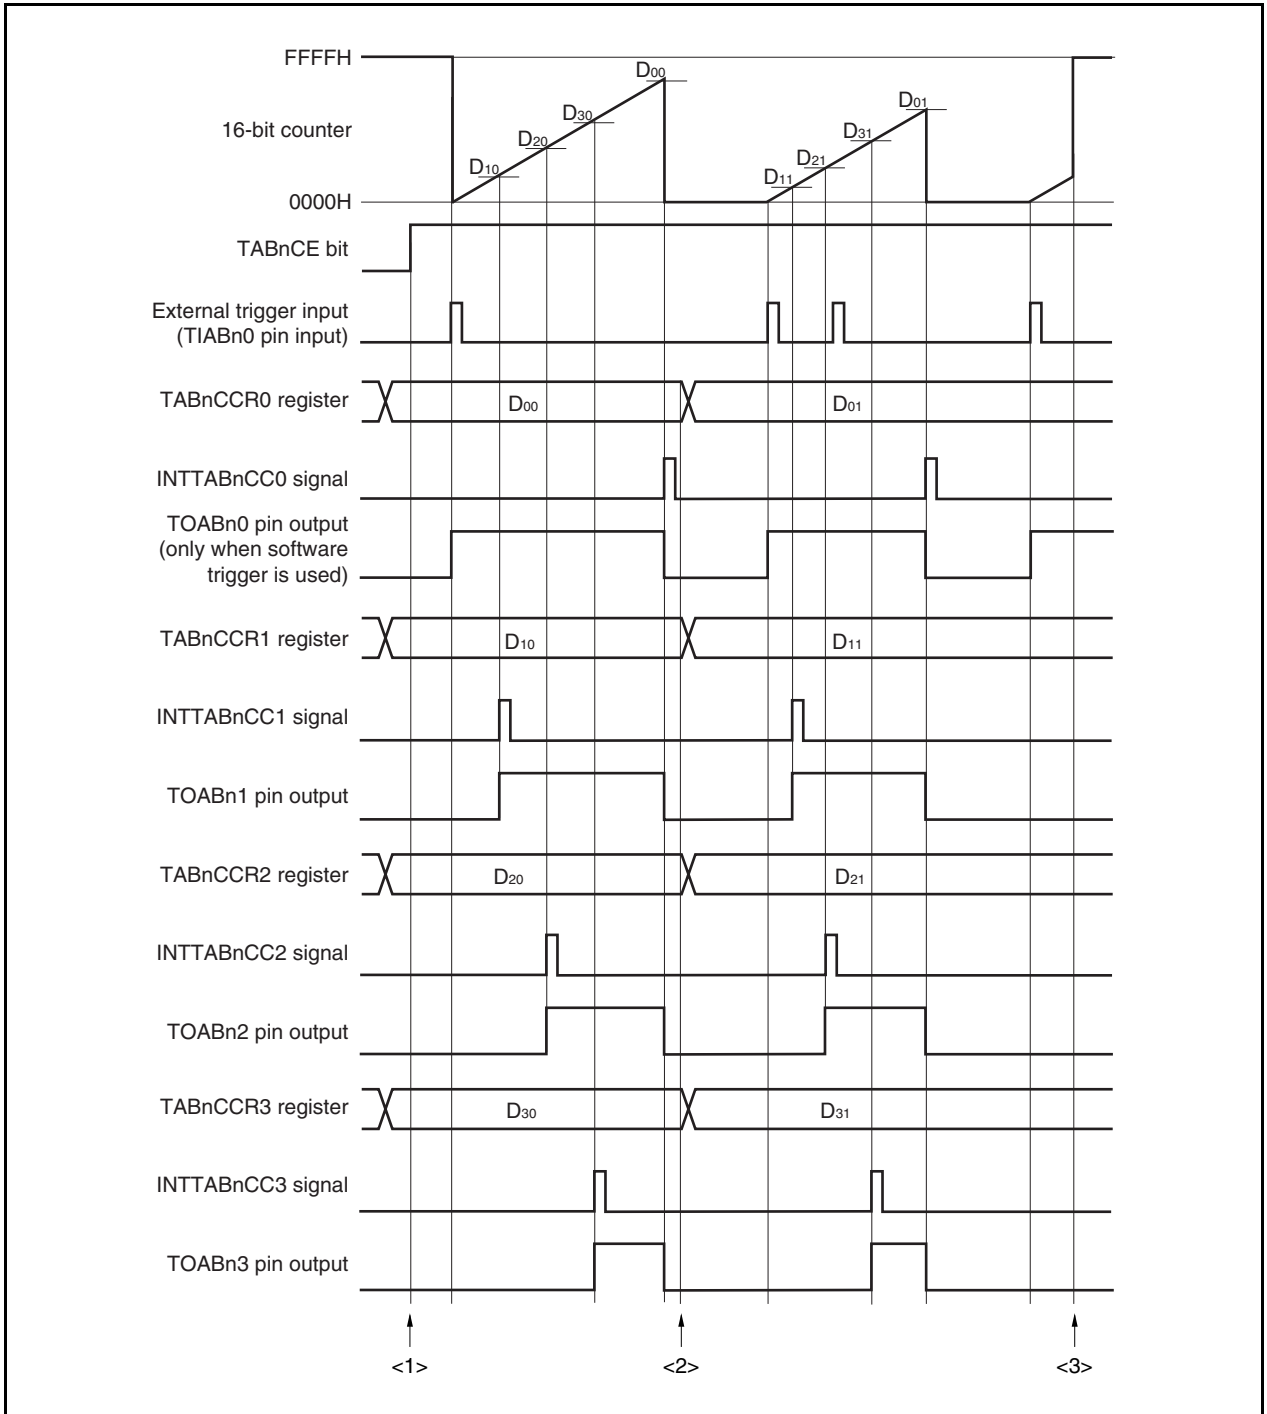 FFFFH
D00
D01
D30
16-bit counter
D31
D20
D21
D10
D11
0000H
TABnCE bit
External trigger input
(TIABn0 pin input)
TABnCCR0 register
D00
D01
INTTABnCC0 signal
TOABn0 pin output
(only when software
trigger is used)
TABnCCR1 register
D10
D11
INTTABnCC1 signal
TOABn1 pin output
TABnCCR2 register
D20
D21
INTTABnCC2 signal
TOABn2 pin output
TABnCCR3 register
D30
D31
INTTABnCC3 signal
TOABn3 pin output
<1>
<2>
<3>